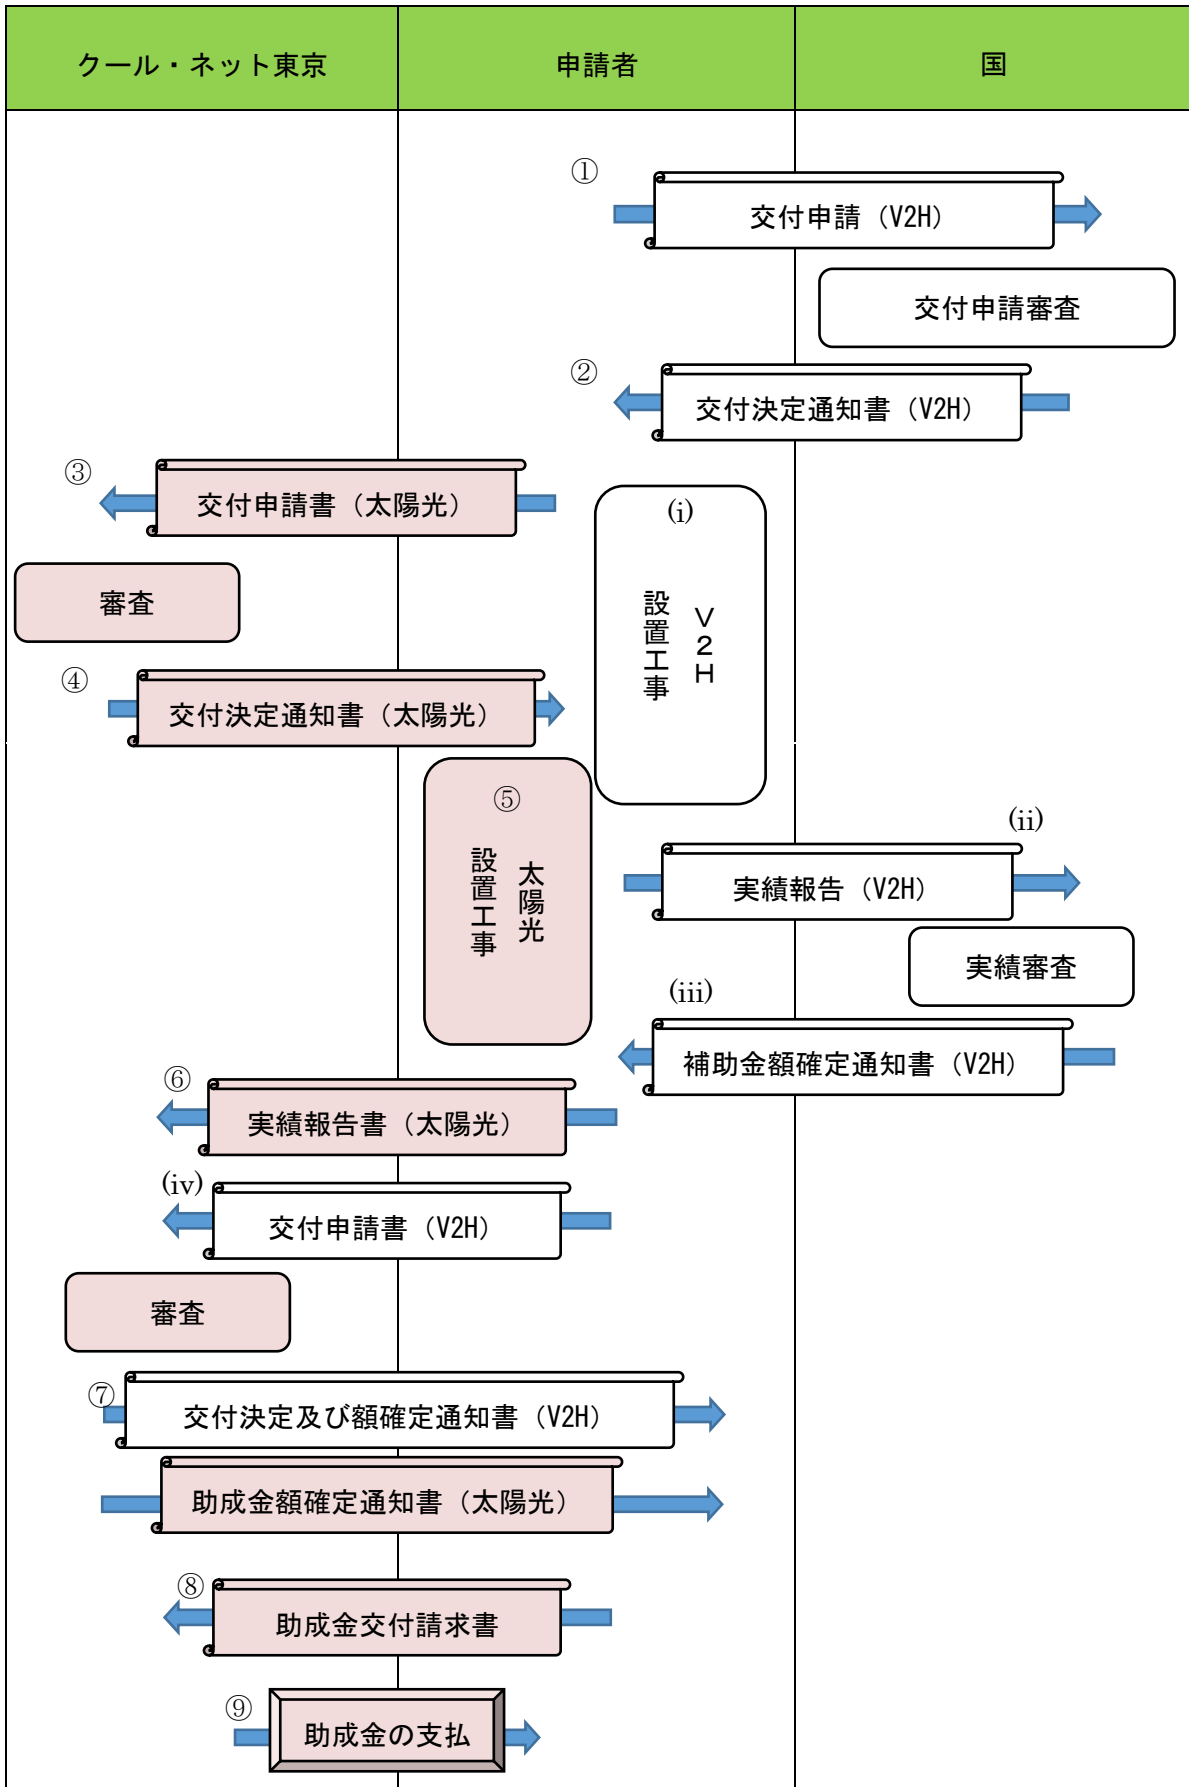 クール・ネット東京
申請者
国
①
交付申請（V2H）
交付申請審査
②
交付決定通知書（V2H）
③
交付申請書（太陽光）
(i)
Ｖ２Ｈ
設置工事
審査
④
交付決定通知書（太陽光）
⑤
太陽光
設置工事
(ii)
実績報告（V2H）
実績審査
(iii)
補助金額確定通知書（V2H）
⑥
実績報告書（太陽光）
(iv)
交付申請書（V2H）
審査
⑦
交付決定及び額確定通知書（V2H）
助成金額確定通知書（太陽光）
⑧
助成金交付請求書
⑨
助成金の支払